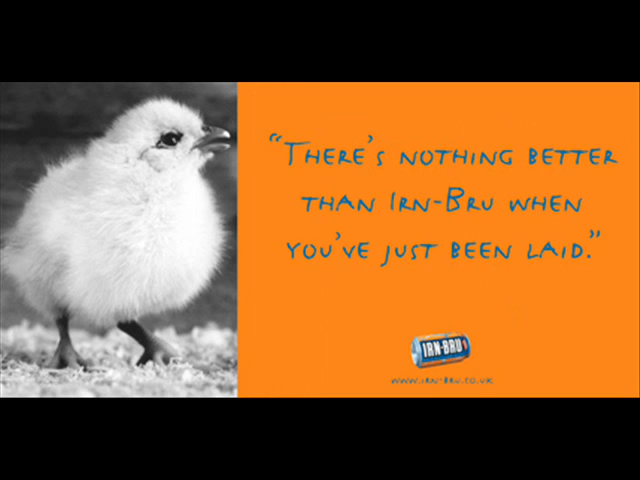 “There's nothing better
than Irn-Bru when
you've just been laid.”
IRN-BRU
www.irn-bru.co.uk